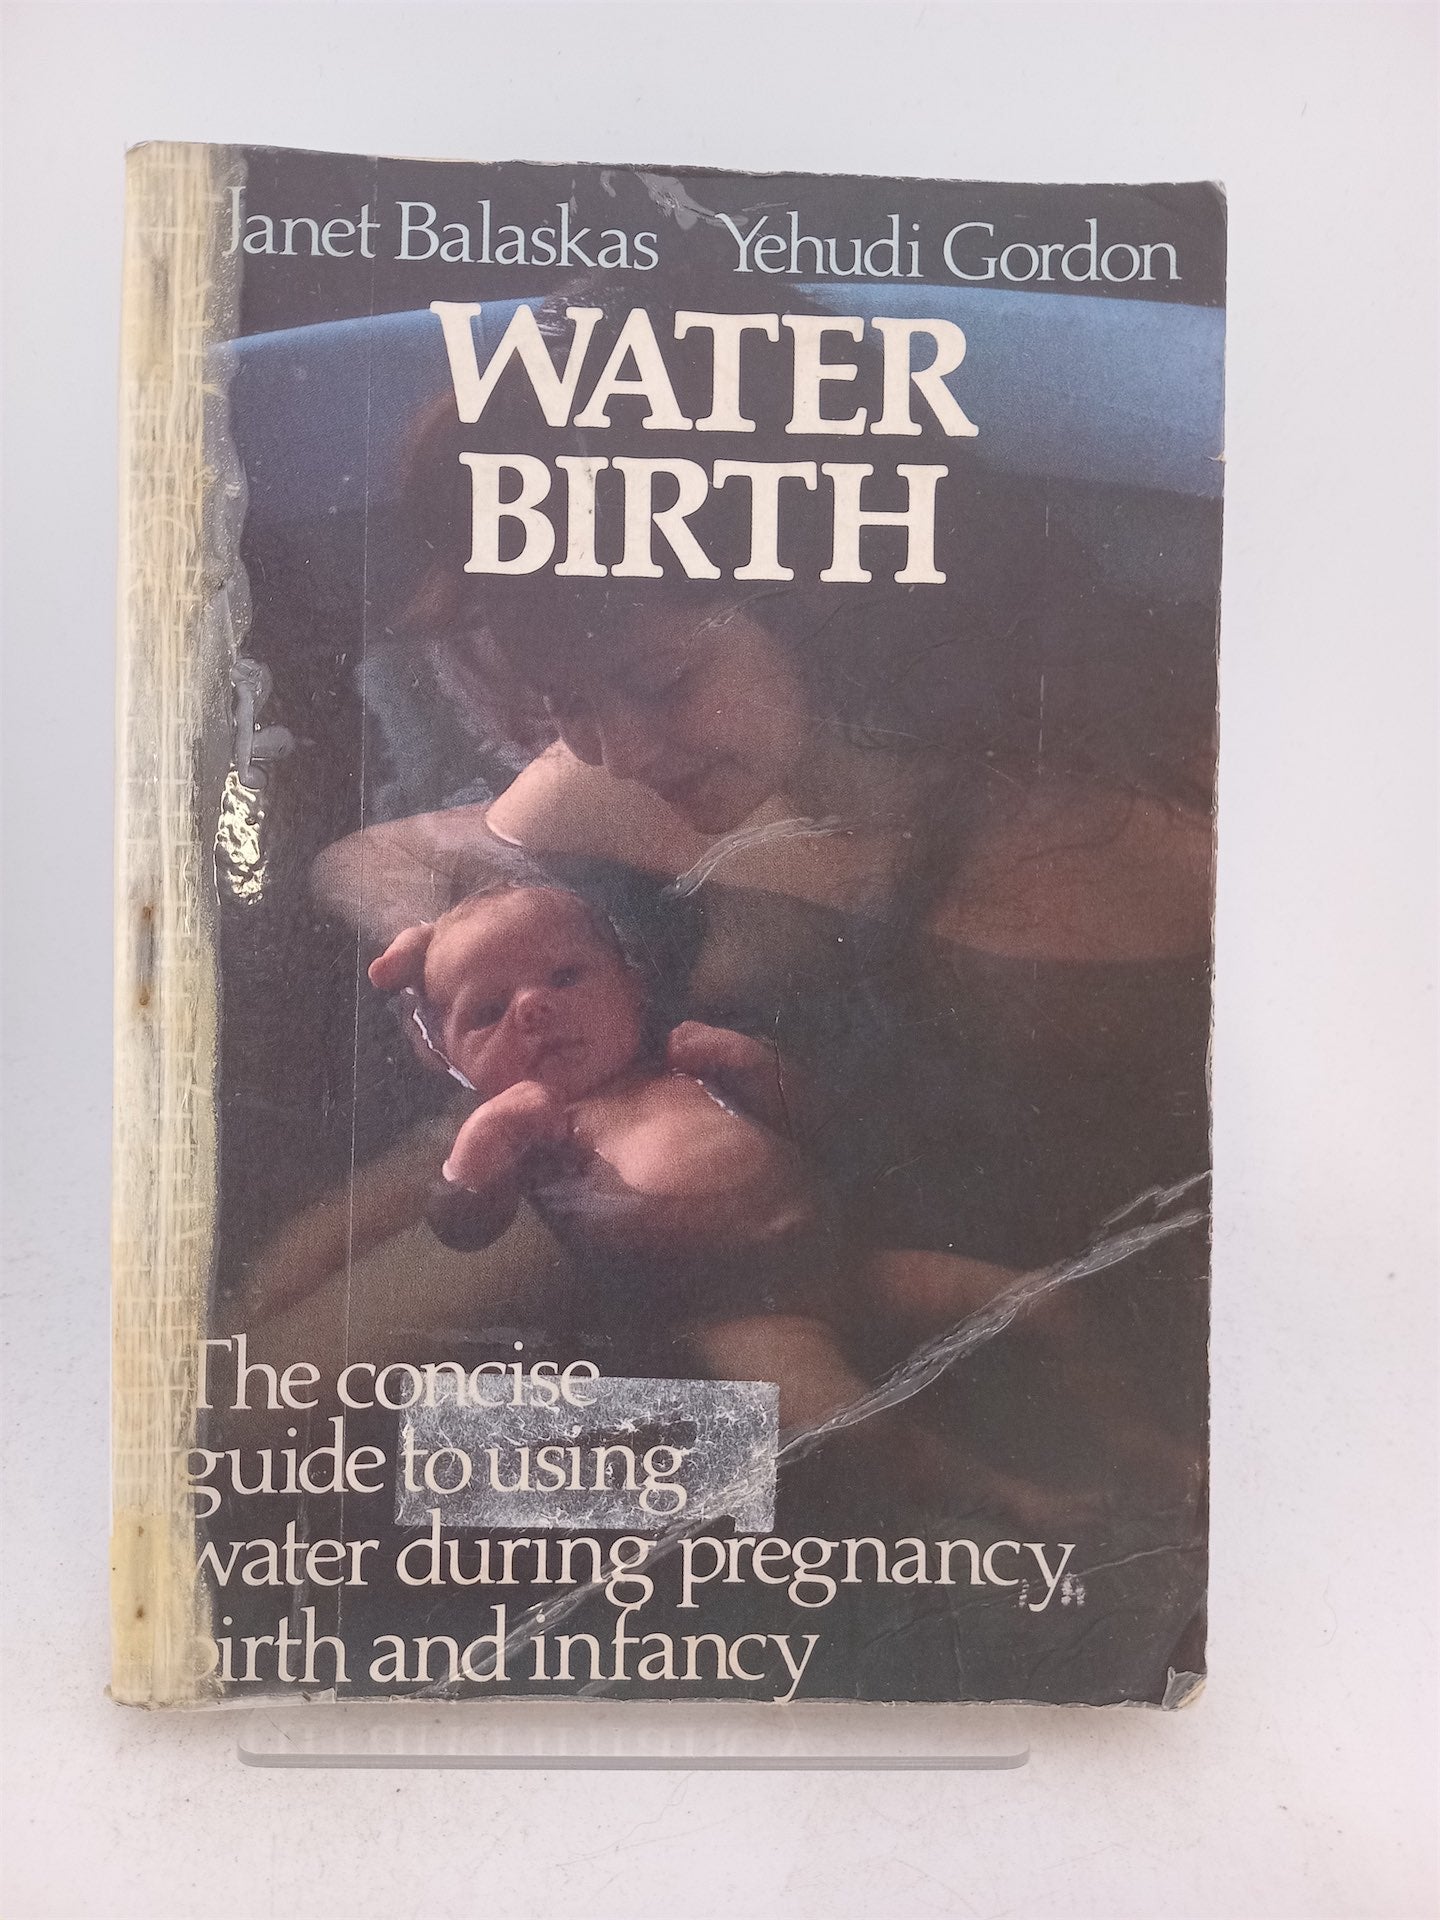 Janet Balaskas Yehudi Gordon
WATER
BIRTH
The concise
guide to using
water during pregnancy,
birth and infancy